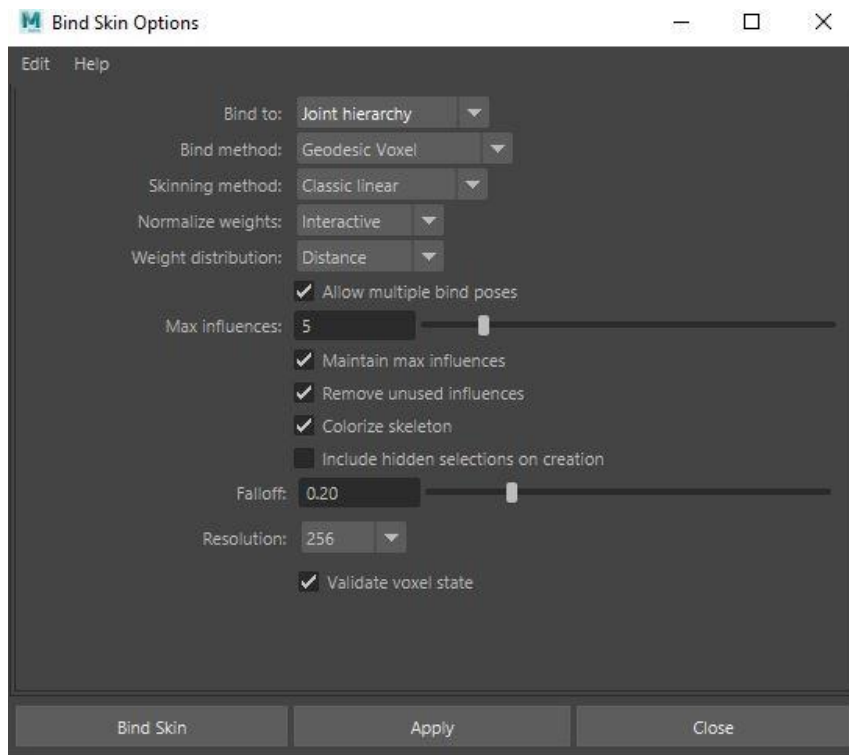 M Bind Skin Options
Edit Help
Bind to: Joint hierarchy
Bind method: Geodesic Voxel
Skinning method: Classic linear
Normalize weights: Interactive
Weight distribution: Distance
Allow multiple bind poses
Max influences: 5
Maintain max influences
Remove unused influences
Colorize skeleton
Include hidden selections on creation
Falloff: 0.20
Resolution: 256
Validate voxel state
Bind Skin Apply Close